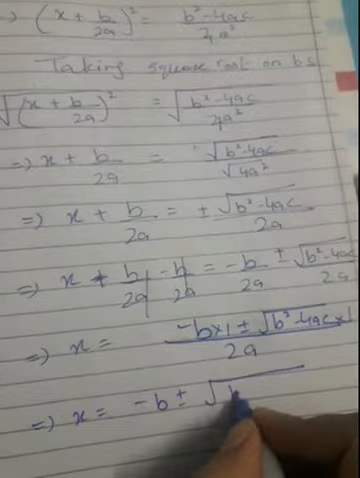 ⇒ (x + b/2a)² = b² - 4ac / 4a²
Taking square root on bs
√(x + b/2a)² = √(b² - 4ac / 4a²)
⇒ x + b/2a = √b² - 4ac / √4a²
⇒ x + b/2a = ± √b² - 4ac / 2a
⇒ x + b/2a - b/2a = -b/2a ± √b² - 4ac / 2a
⇒ x = -b×1 ± √b² - 4ac ×1 / 2a
⇒ x = -b ± √b